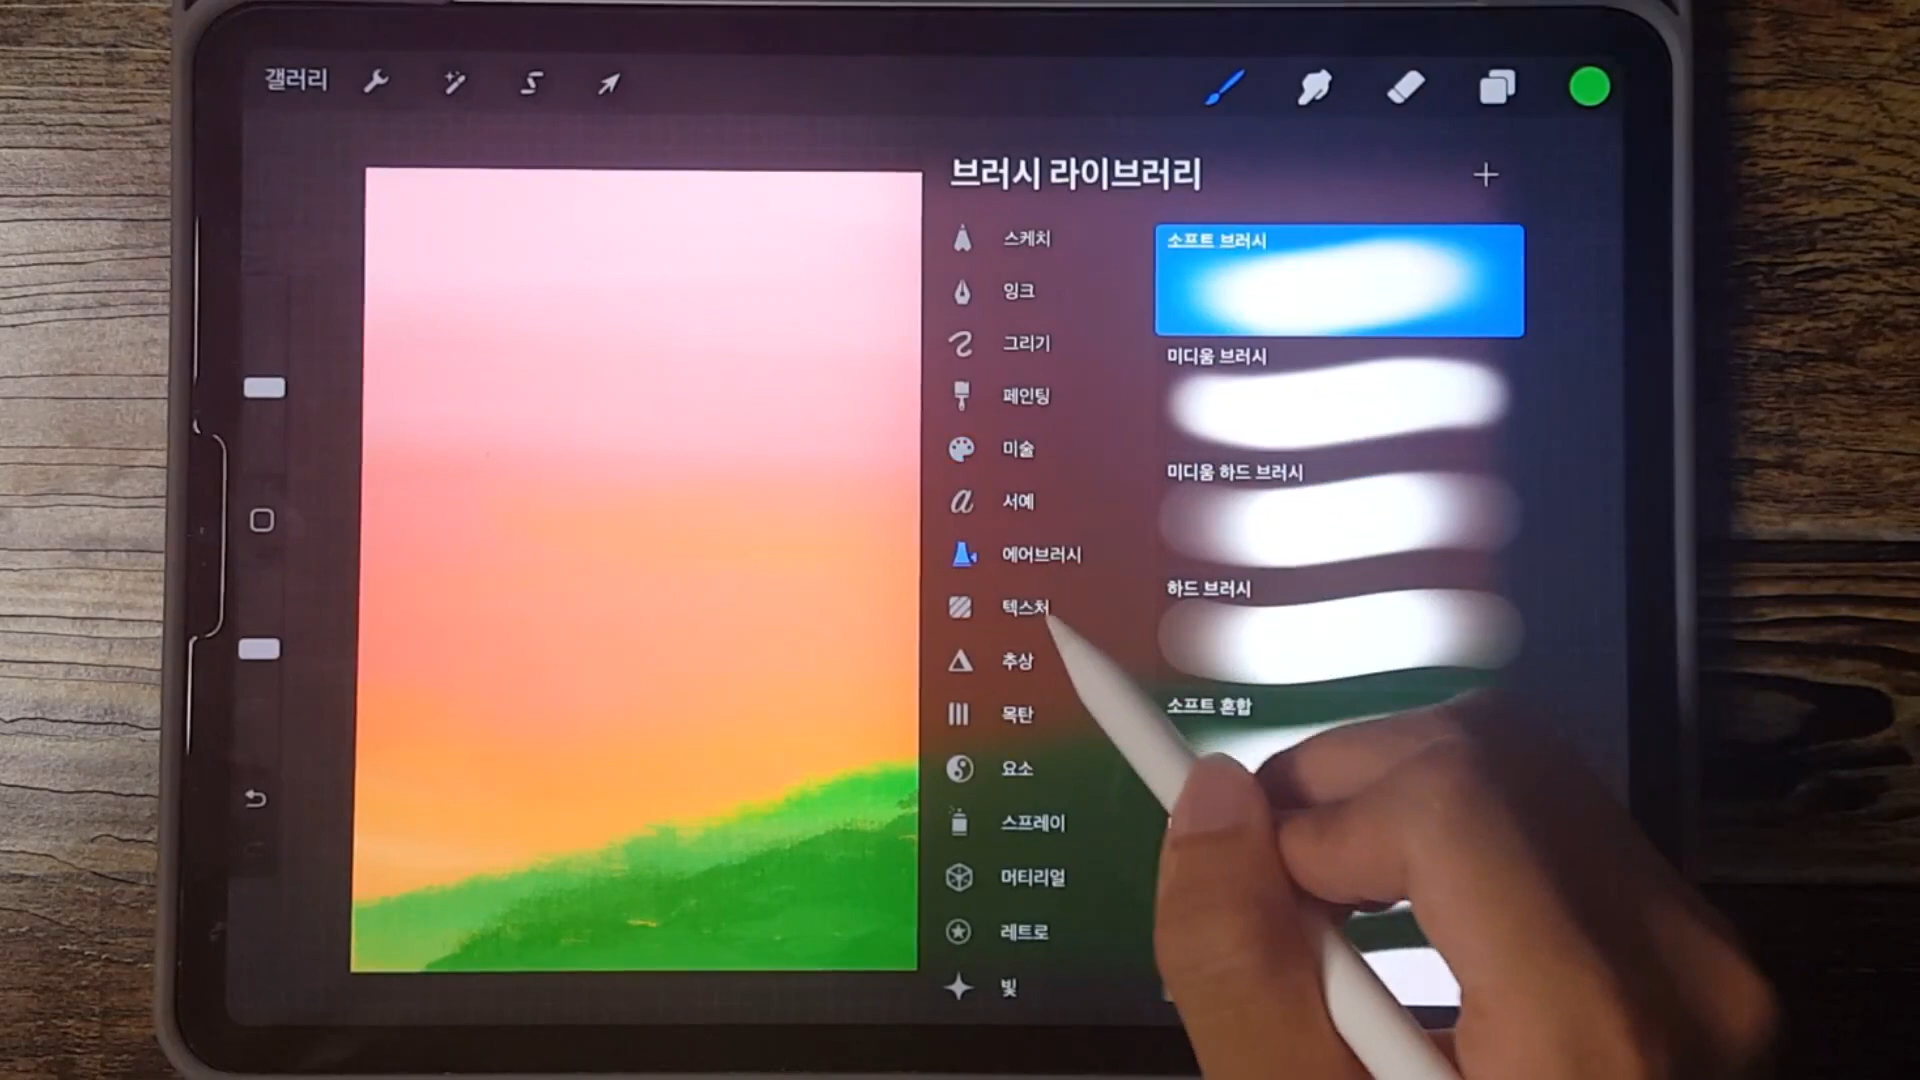 갤러리
브러시 라이브러리
스케치
잉크
그리기
페인팅
미술
서예
에어브러시
텍스처
추상
목탄
요소
스프레이
머티리얼
레트로
빛
소프트 브러시
미디움 브러시
미디움 하드 브러시
하드 브러시
소프트 혼합